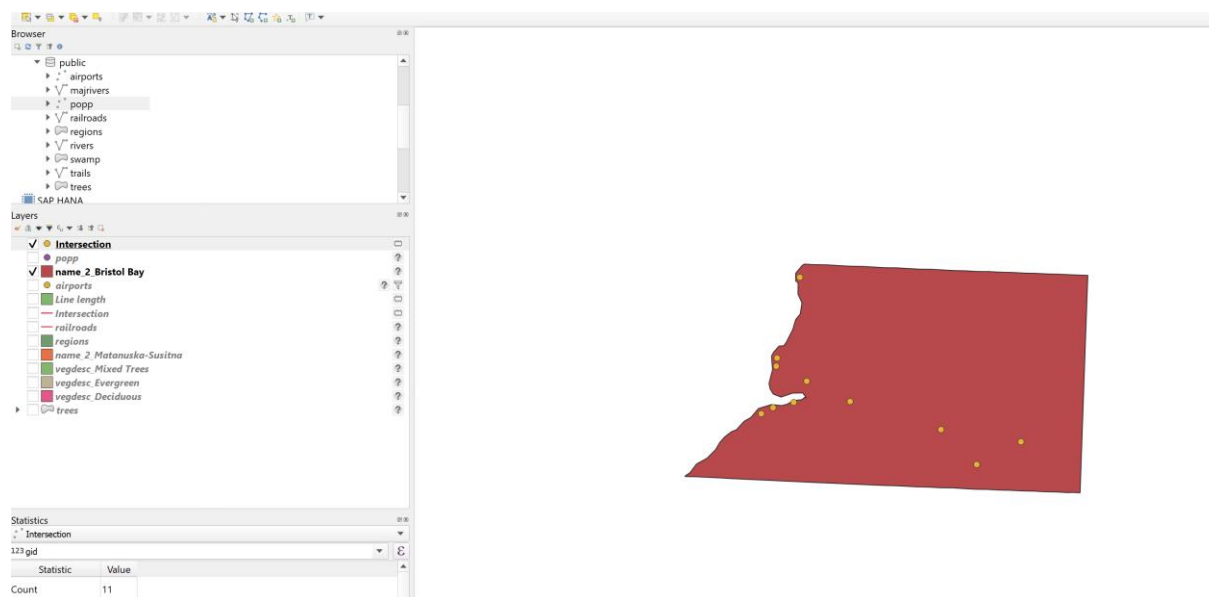 Browser
public
airports
majrivers
popp
railroads
regions
rivers
swamp
trails
trees
SAP HANA
Layers
Intersection
popp
name_2_Bristol Bay
airports
Line length
Intersection
railroads
regions
name_2_Matanuska-Susitna
vegdesc_Mixed Trees
vegdesc_Evergreen
vegdesc_Deciduous
trees
Statistics
Intersection
123 gid
ε
Statistic Value
Count 11